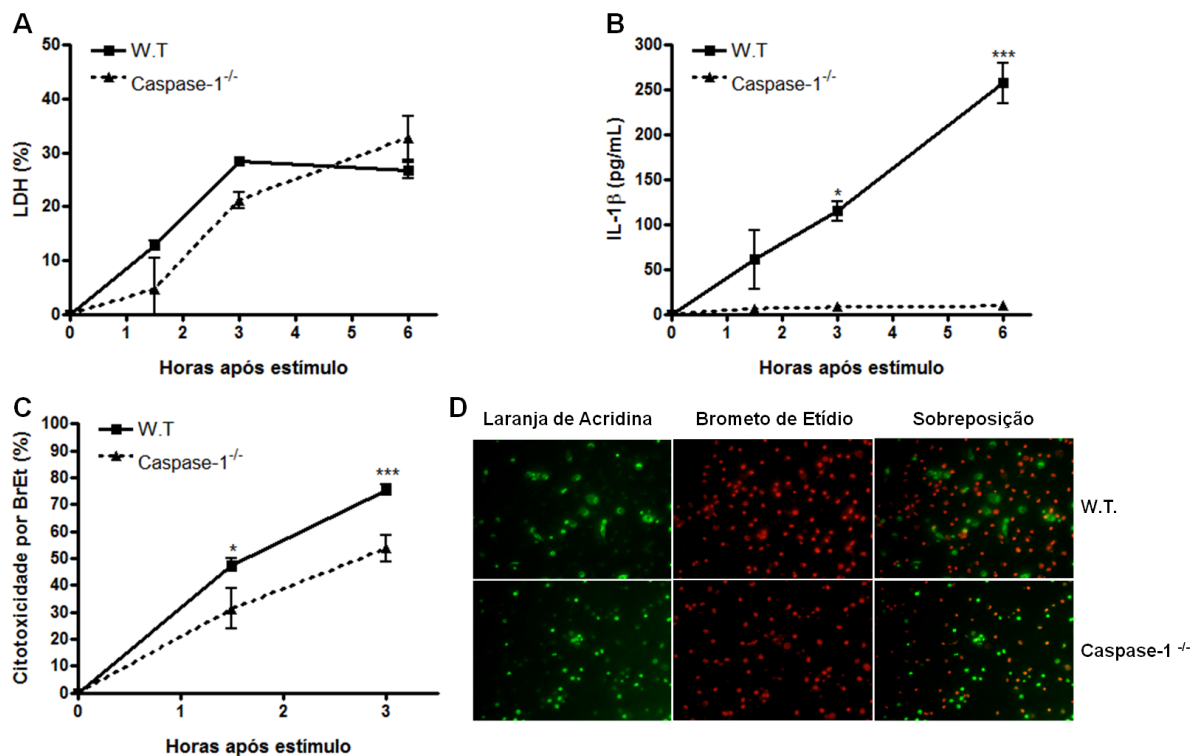 A
50
40
30
20
10
0
LDH (%)
W.T
Caspase-1-/-
0 1 2 3 4 5 6
Horas após estímulo
B
300
250
200
150
100
50
0
IL-1β (pg/mL)
W.T
Caspase-1-/-
*
***
0 1 2 3 4 5 6
Horas após estímulo
C
100
90
80
70
60
50
40
30
20
10
0
Citotoxicidade por BrEt (%)
W.T
Caspase-1-/-
*
***
0 1 2 3
Horas após estímulo
D
Laranja de Acridina Brometo de Etídio Sobreposição
W.T.
Caspase-1 -/-